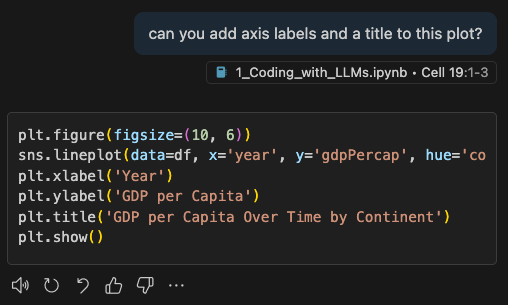 can you add axis labels and a title to this plot?
1_Coding_with_LLMs.ipynb • Cell 19:1-3
plt.figure(figsize=(10, 6))
sns.lineplot(data=df, x='year', y='gdpPercap', hue='co
plt.xlabel('Year')
plt.ylabel('GDP per Capita')
plt.title('GDP per Capita Over Time by Continent')
plt.show()